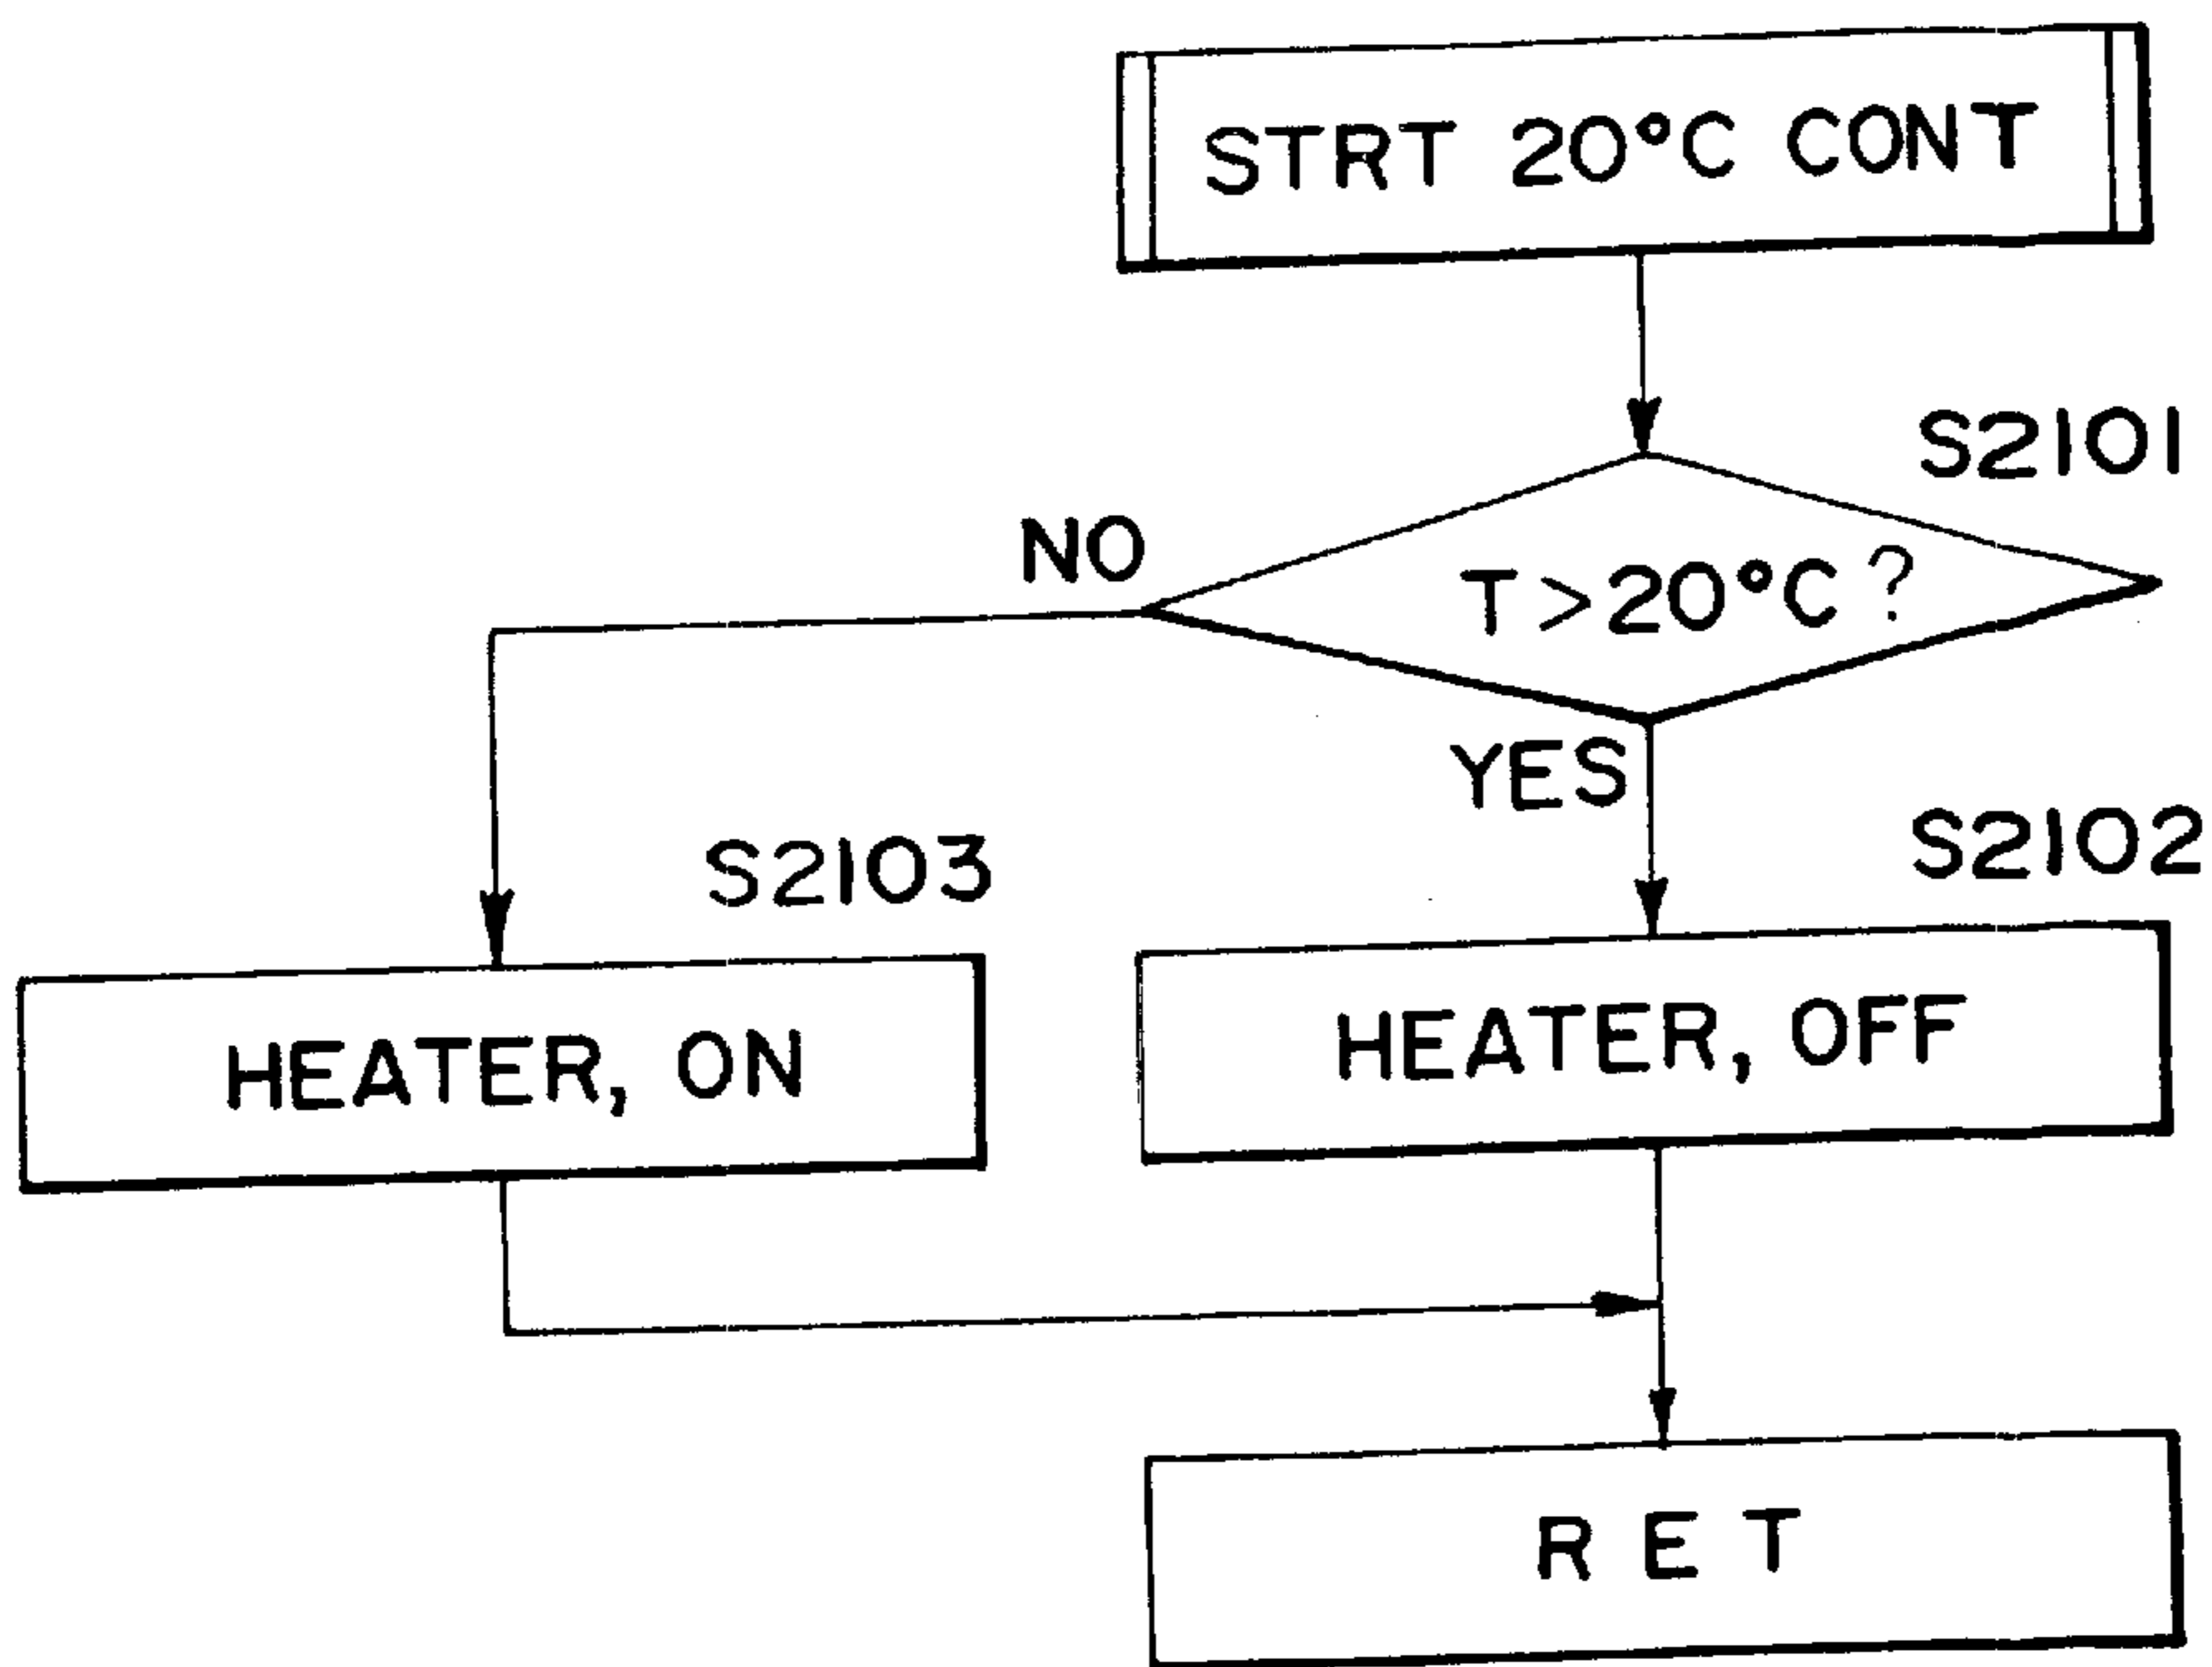 STRT 20°C CONT
S2101
NO
T>20°C?
YES
S2103
S2102
HEATER, ON
HEATER, OFF
RET